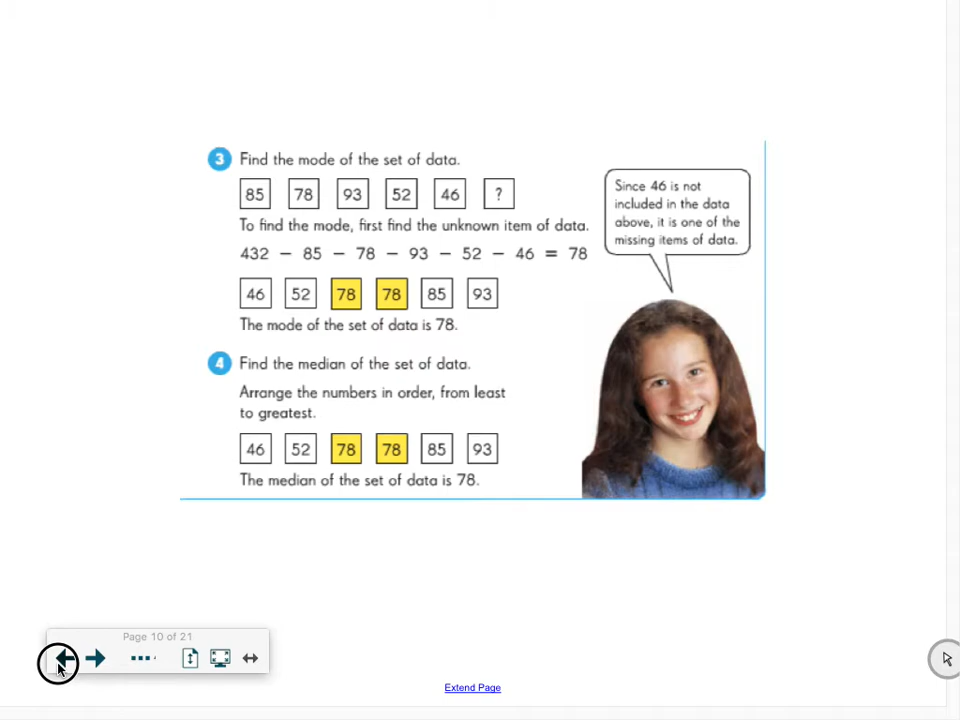 3 Find the mode of the set of data.
85 78 93 52 46 ?
To find the mode, first find the unknown item of data.
432 − 85 − 78 − 93 − 52 − 46 = 78
46 52 78 78 85 93
The mode of the set of data is 78.
Since 46 is not
included in the data
above, it is one of the
missing items of data.
4 Find the median of the set of data.
Arrange the numbers in order, from least
to greatest.
46 52 78 78 85 93
The median of the set of data is 78.
Page 10 of 21
Extend Page